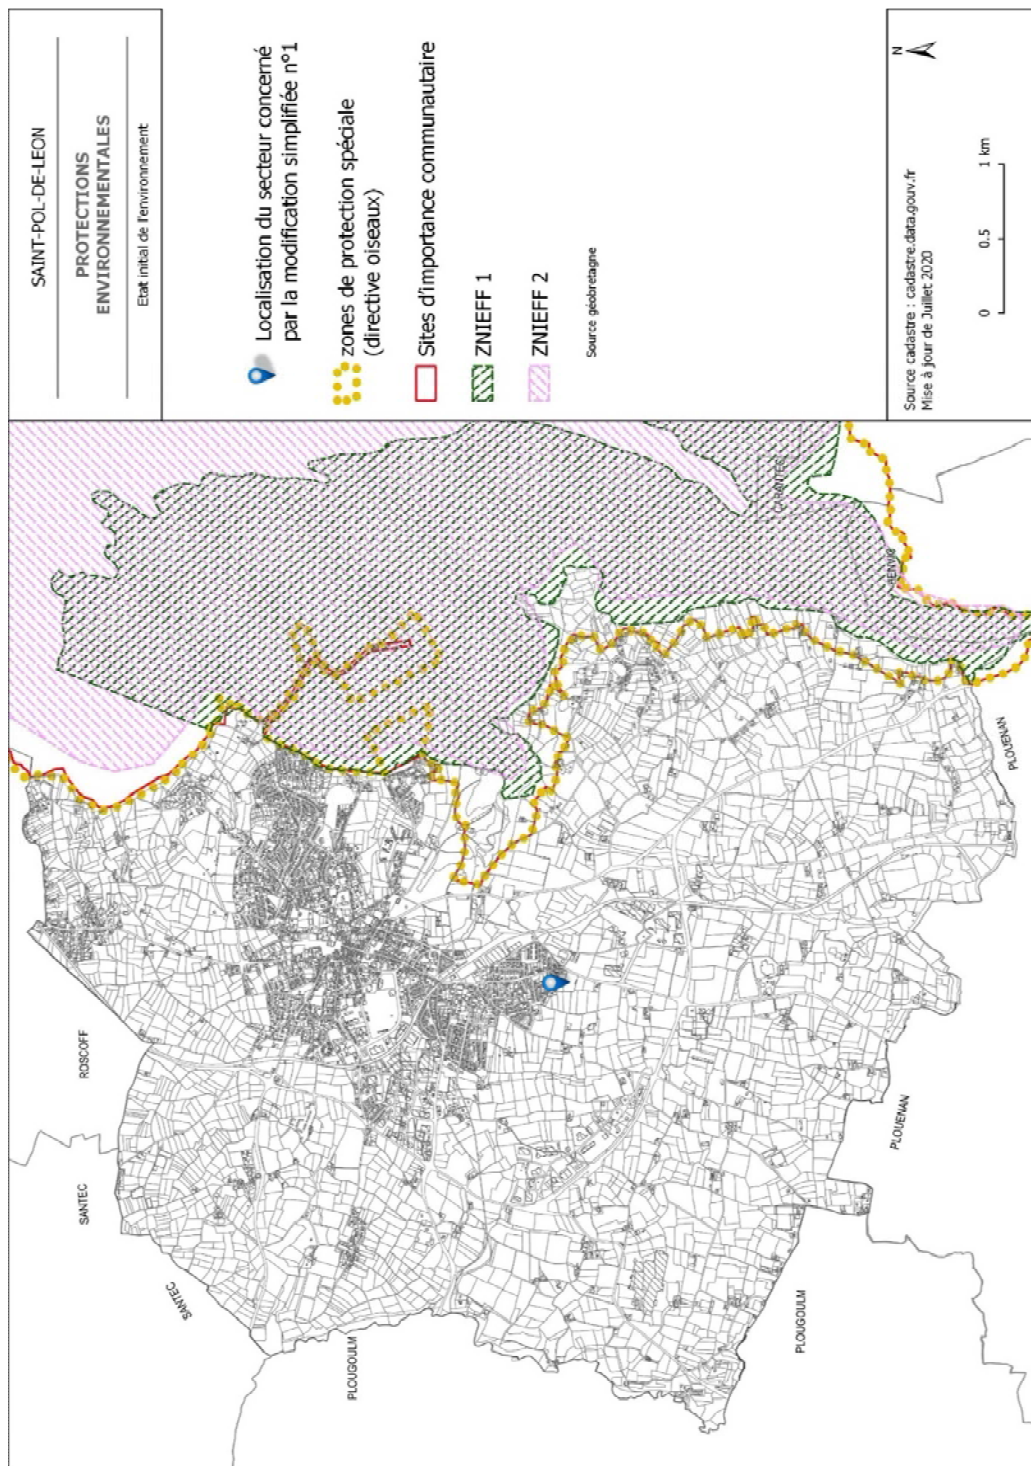 SAINT-POL-DE-LEON
PROTECTIONS
ENVIRONNEMENTALES
Etat initial de l'environnement
Localisation du secteur concerné
par la modification simplifiée n°1
zones de protection spéciale
(directive oiseaux)
Sites d'importance communautaire
ZNIEFF 1
ZNIEFF 2
Source géobretagne
Source cadastre : cadastre.data.gouv.fr
Mise à jour de Juillet 2020
N
0 0.5 1 km
ROSCOFF
SANTEC
SANTEC
PLOUGOULM
PLOUGOULM
PLOUENAN
PLOUENAN
HENVIC
CARANTEC